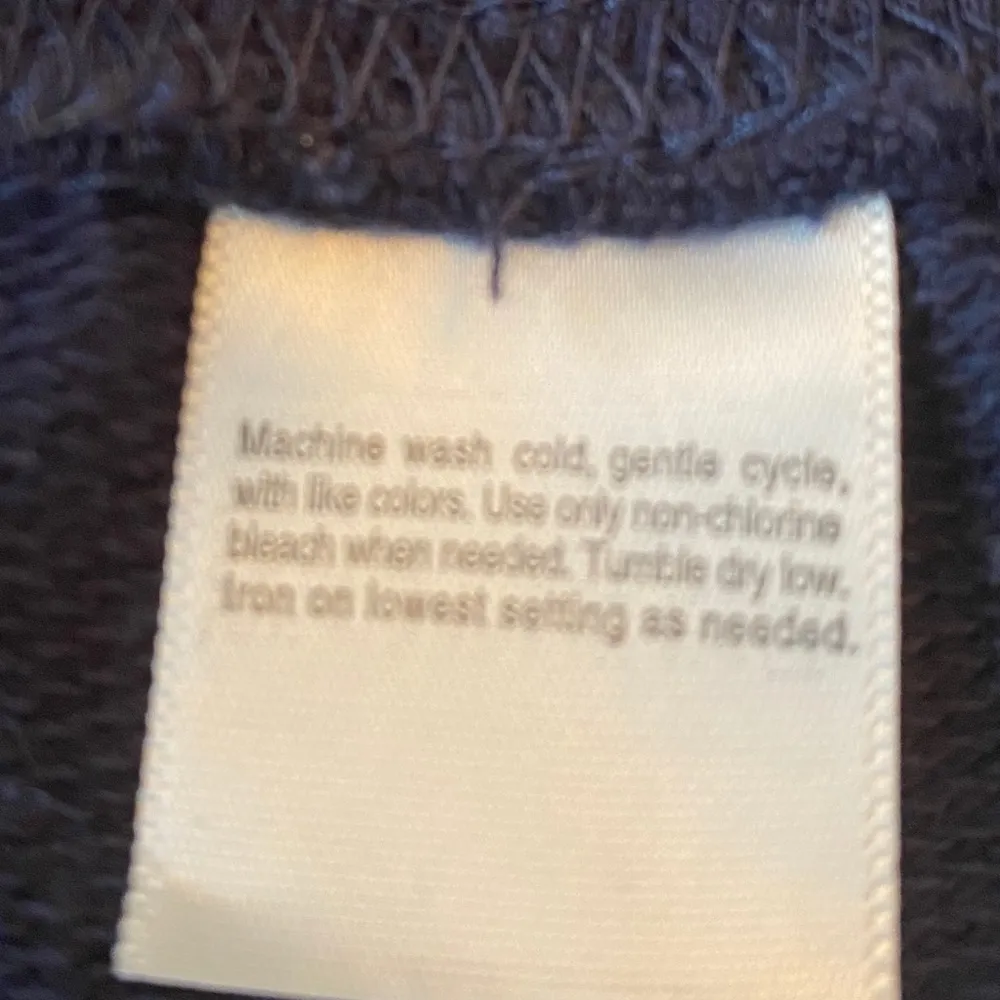 Machine wash cold, gentle cycle,
with like colors. Use only non-chlorine
bleach when needed. Tumble dry low.
Iron on lowest setting as needed.